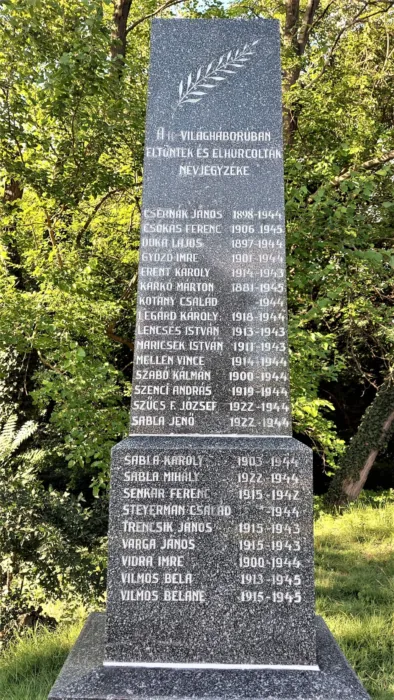 A II-VILÁGHÁBORÚBAN
ELTŰNTEK ÉS ELHURCOLTAK
NÉVJEGYZÉKE
CSERNÁK JÁNOS 1898-1944
CSÓKÁS FERENC 1906 1945
DUKA LAJOS 1897-1944
GYŐZŐ IMRE 1901-1944
ERENT KÁROLY 1914-1943
KARKÓ MÁRTON 1881-1945
KOTÁNY CSALÁD -1944
LEGÁRD KÁROLY 1918-1944
LENCSÉS ISTVÁN 1913-1943
MARICSEK ISTVÁN 1911-1943
MELLEN VINCE 1914-1944
SZABÓ KÁLMÁN 1900-1944
SZENCI ANDRÁS 1919-1944
SZŰCS F. JÓZSEF 1922-1944
SABLA JENŐ 1922-1944
SABLA KÁROLY 1903 1944
SABLA MIHÁLY 1922-1944
SENKÁR FERENC 1915-1942
STEYERMAN CSALÁD -1944
TRENCSIK JÁNOS 1915-1943
VARGA JÁNOS 1915-1943
VIDRA IMRE 1900-1944
VILMOS BÉLA 1913-1945
VILMOS BÉLÁNÉ 1915-1945